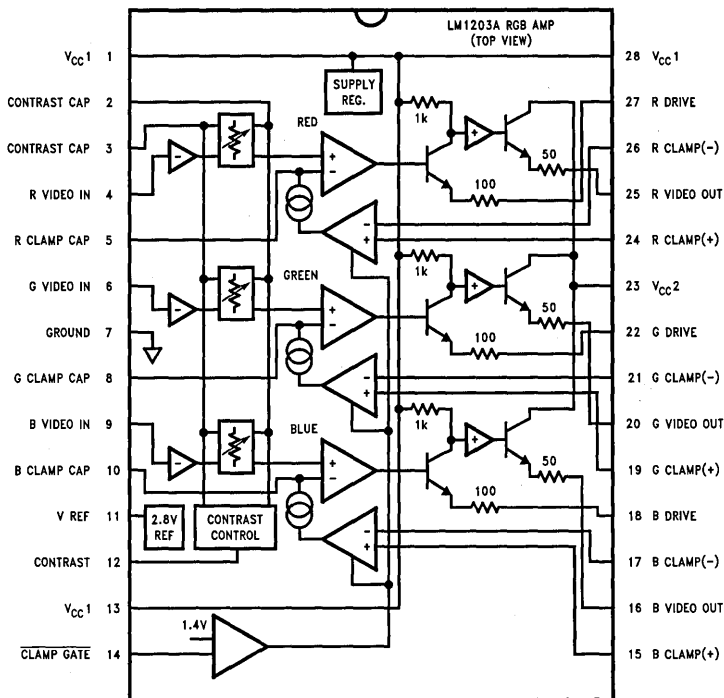 LM1203A RGB AMP
(TOP VIEW)
VCC1 1
CONTRAST CAP 2
CONTRAST CAP 3
R VIDEO IN 4
R CLAMP CAP 5
G VIDEO IN 6
GROUND 7
G CLAMP CAP 8
B VIDEO IN 9
B CLAMP CAP 10
V REF 11
CONTRAST 12
VCC1 13
CLAMP GATE 14
SUPPLY
REG.
RED
GREEN
BLUE
2.8V
REF
CONTRAST
CONTROL
1.4V
1k
50
100
1k
50
100
1k
50
100
28 VCC1
27 R DRIVE
26 R CLAMP(-)
25 R VIDEO OUT
24 R CLAMP(+)
23 VCC2
22 G DRIVE
21 G CLAMP(-)
20 G VIDEO OUT
19 G CLAMP(+)
18 B DRIVE
17 B CLAMP(-)
16 B VIDEO OUT
15 B CLAMP(+)